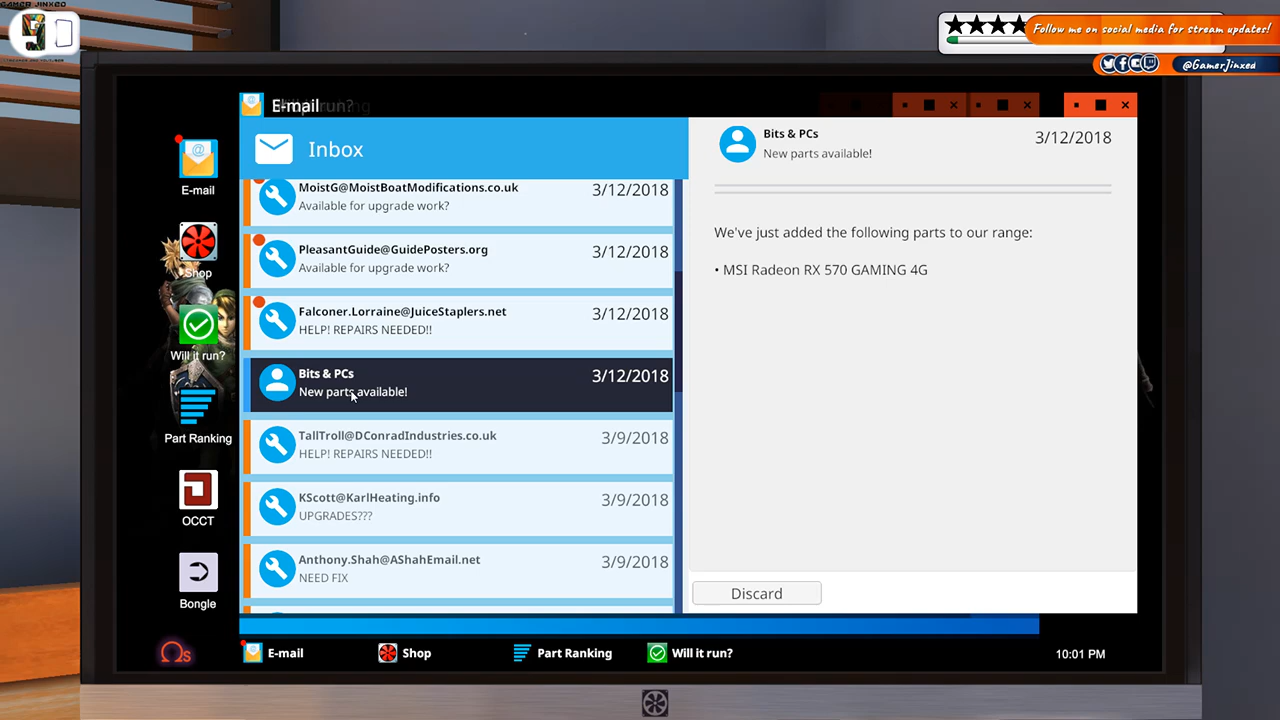 GAMER JINXED
Follow me on social media for stream updates!
@GamerJinxed
E-mail
Inbox
MoistG@MoistBoatModifications.co.uk
3/12/2018
Available for upgrade work?
PleasantGuide@GuidePosters.org
3/12/2018
Available for upgrade work?
Falconer.Lorraine@JuiceStaplers.net
3/12/2018
HELP! REPAIRS NEEDED!!
Bits & PCs
3/12/2018
New parts available!
TallTroll@DConradIndustries.co.uk
3/9/2018
HELP! REPAIRS NEEDED!!
KScott@KarlHeating.info
3/9/2018
UPGRADES???
Anthony.Shah@AShahEmail.net
3/9/2018
NEED FIX
Bits & PCs
3/12/2018
New parts available!
We've just added the following parts to our range:
• MSI Radeon RX 570 GAMING 4G
Discard
E-mail
Shop
Will it run?
Part Ranking
OCCT
Bongle
Ωs
E-mail
Shop
Part Ranking
Will it run?
10:01 PM